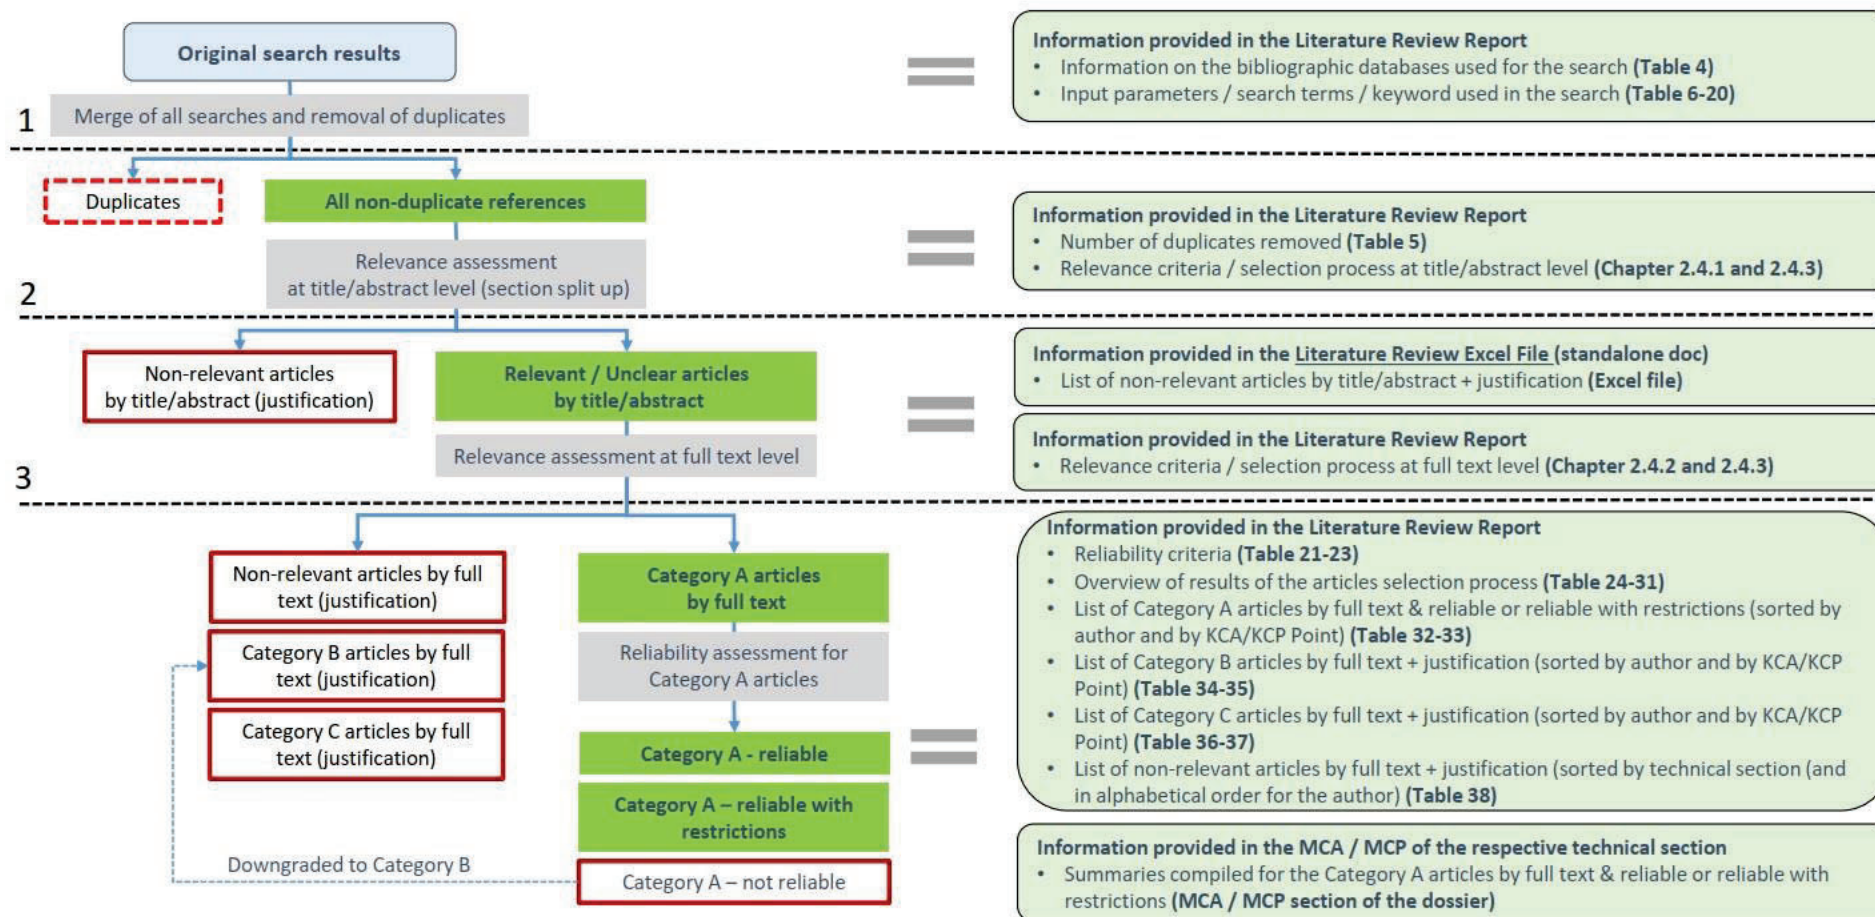 Original search results
Merge of all searches and removal of duplicates
1
Information provided in the Literature Review Report
• Information on the bibliographic databases used for the search (Table 4)
• Input parameters / search terms / keyword used in the search (Table 6-20)
Duplicates
All non-duplicate references
Relevance assessment
at title/abstract level (section split up)
2
Information provided in the Literature Review Report
• Number of duplicates removed (Table 5)
• Relevance criteria / selection process at title/abstract level (Chapter 2.4.1 and 2.4.3)
Non-relevant articles
by title/abstract (justification)
Relevant / Unclear articles
by title/abstract
Relevance assessment at full text level
3
Information provided in the Literature Review Excel File (standalone doc)
• List of non-relevant articles by title/abstract + justification (Excel file)
Information provided in the Literature Review Report
• Relevance criteria / selection process at full text level (Chapter 2.4.2 and 2.4.3)
Non-relevant articles by full
text (justification)
Category B articles by full
text (justification)
Category C articles by full
text (justification)
Category A articles
by full text
Reliability assessment for
Category A articles
Category A - reliable
Category A – reliable with
restrictions
Category A – not reliable
Downgraded to Category B
Information provided in the Literature Review Report
• Reliability criteria (Table 21-23)
• Overview of results of the articles selection process (Table 24-31)
• List of Category A articles by full text & reliable or reliable with restrictions (sorted by
author and by KCA/KCP Point) (Table 32-33)
• List of Category B articles by full text + justification (sorted by author and by KCA/KCP
Point) (Table 34-35)
• List of Category C articles by full text + justification (sorted by author and by KCA/KCP
Point) (Table 36-37)
• List of non-relevant articles by full text + justification (sorted by technical section (and
in alphabetical order for the author) (Table 38)
Information provided in the MCA / MCP of the respective technical section
• Summaries compiled for the Category A articles by full text & reliable or reliable with
restrictions (MCA / MCP section of the dossier)